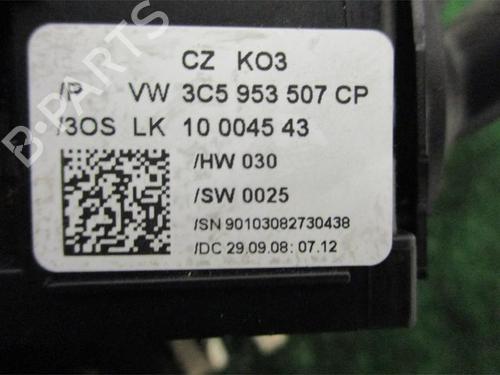 CZ KO3
/P VW 3C5 953 507 CP
/3OS LK 10 0045 43
/HW 030
/SW 0025
/SN 90103082730438
/DC 29.09.08: 07.12
B-PARTS